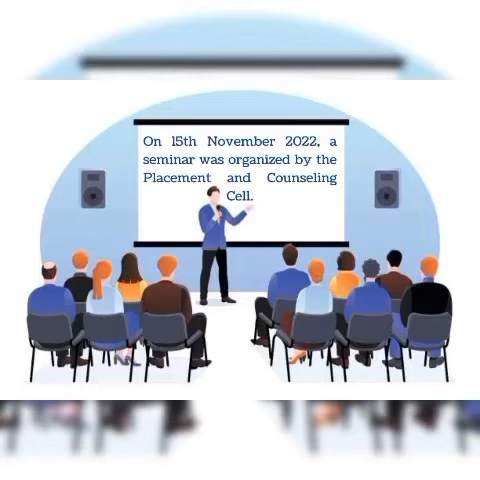 On 15th November 2022, a
seminar was organized by the
Placement and Counseling
Cell.